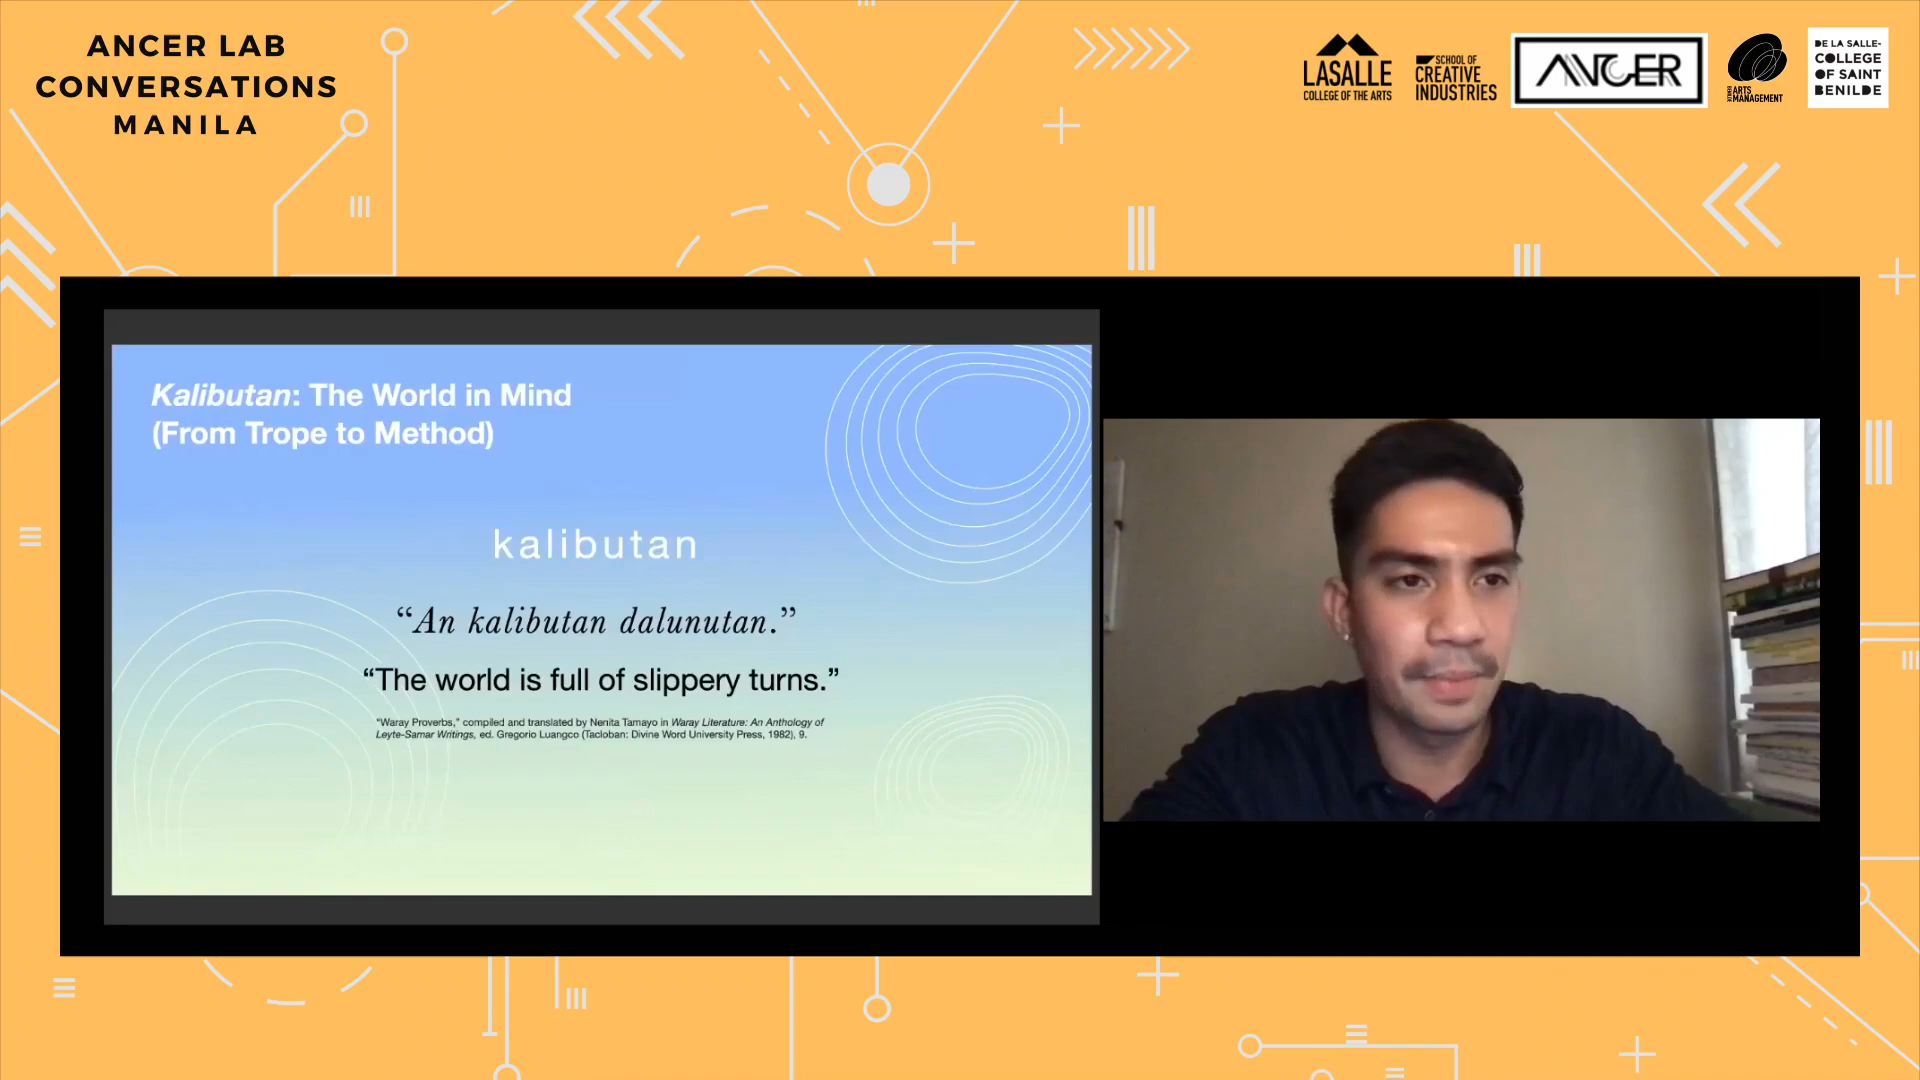 ANCER LAB
CONVERSATIONS
MANILA
LASALLE
COLLEGE OF THE ARTS
SCHOOL OF
CREATIVE
INDUSTRIES
ANCER
ARTS
MANAGEMENT
DE LA SALLE-
COLLEGE
OF SAINT
BENILDE
Kalibutan: The World in Mind
(From Trope to Method)
kalibutan
“An kalibutan dalunutan.”
“The world is full of slippery turns.”
“Waray Proverbs,” compiled and translated by Nenita Tamayo in Waray Literature: An Anthology of
Leyte-Samar Writings, ed. Gregorio Luangco (Tacloban: Divine Word University Press, 1982), 9.